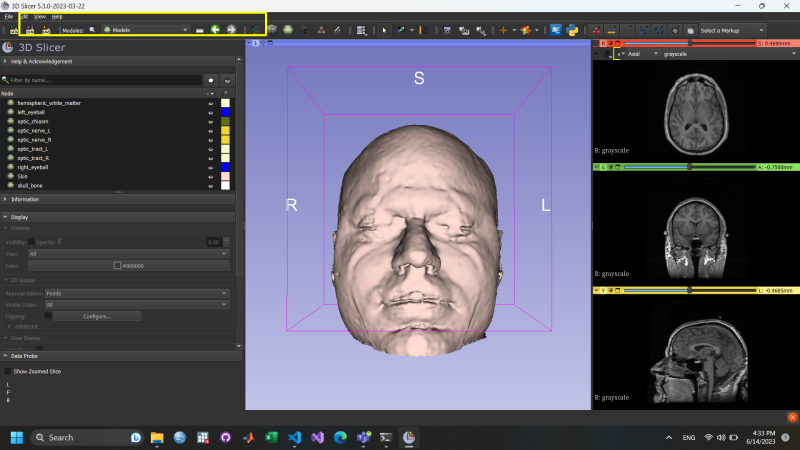 3D Slicer 5.3.0-2023-03-22
File Edit View Help
Modules: Models
Select a Markup
3D Slicer
Help & Acknowledgement
Filter by name...
Node
hemispheric_white_matter
left_eyeball
optic_chiasm
optic_nerve_L
optic_nerve_R
optic_tract_L
optic_tract_R
right_eyeball
Skin
skull_bone
Information
Display
Visibility
Visibility: Opacity: 0.00
View: All
Color: #000000
3D Display
Representation: Points
Visible Sides: All
Clipping: Configure...
Advanced
Slice Display
Data Probe
Show Zoomed Slice
L
F
B
1
S
R
L
R S: 0.4690mm
Axial grayscale
B: grayscale
G A: -0.7500mm
B: grayscale
Y L: -0.4685mm
B: grayscale
Search
ENG
4:33 PM
6/14/2023